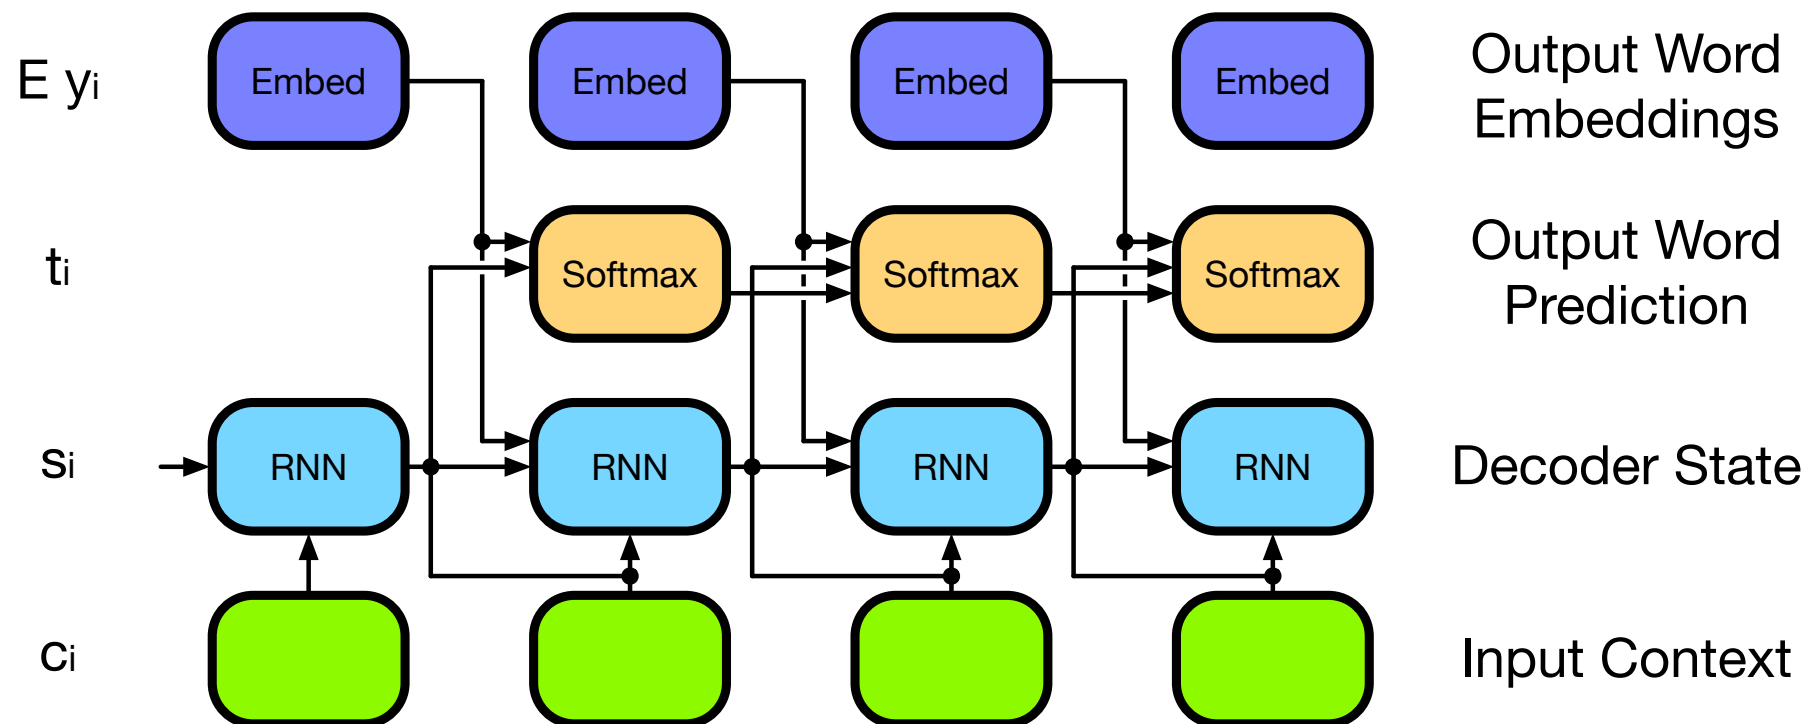 E yi
Embed
Embed
Embed
Embed
Output Word
Embeddings
ti
Softmax
Softmax
Softmax
Output Word
Prediction
si
RNN
RNN
RNN
RNN
Decoder State
ci
Input Context